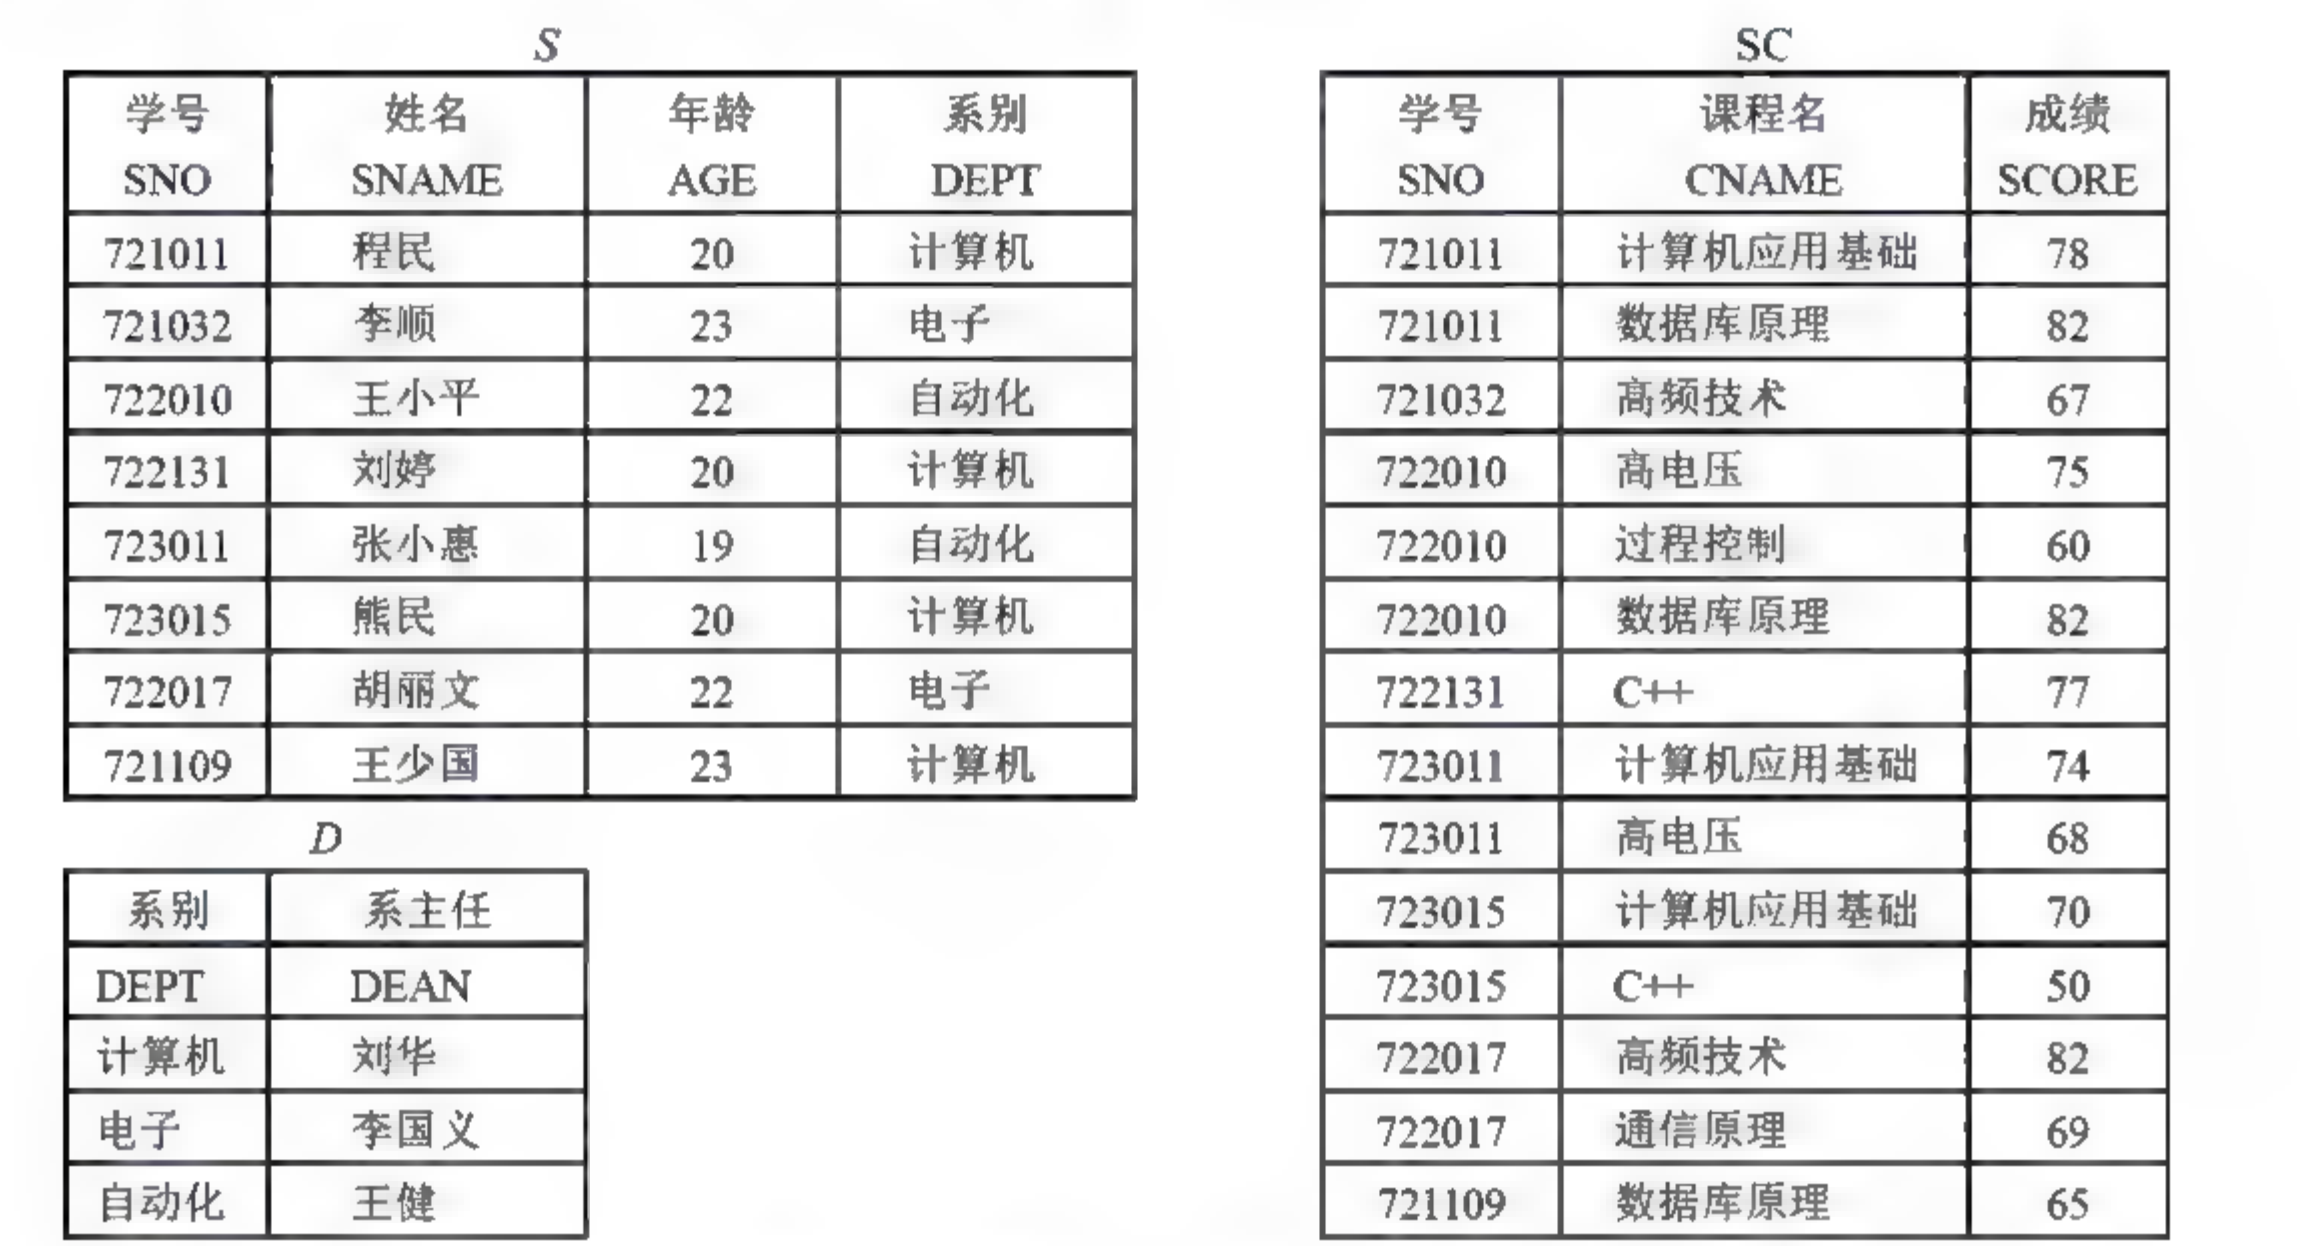 S
学号 姓名 年龄 系别
SNO SNAME AGE DEPT
721011 程民 20 计算机
721032 李顺 23 电子
722010 王小平 22 自动化
722131 刘婷 20 计算机
723011 张小惠 19 自动化
723015 熊民 20 计算机
722017 胡丽文 22 电子
721109 王少国 23 计算机
D
系别 系主任
DEPT DEAN
计算机 刘华
电子 李国义
自动化 王健
SC
学号 课程名 成绩
SNO CNAME SCORE
721011 计算机应用基础 78
721011 数据库原理 82
721032 高频技术 67
722010 高电压 75
722010 过程控制 60
722010 数据库原理 82
722131 C++ 77
723011 计算机应用基础 74
723011 高电压 68
723015 计算机应用基础 70
723015 C++ 50
722017 高频技术 82
722017 通信原理 69
721109 数据库原理 65